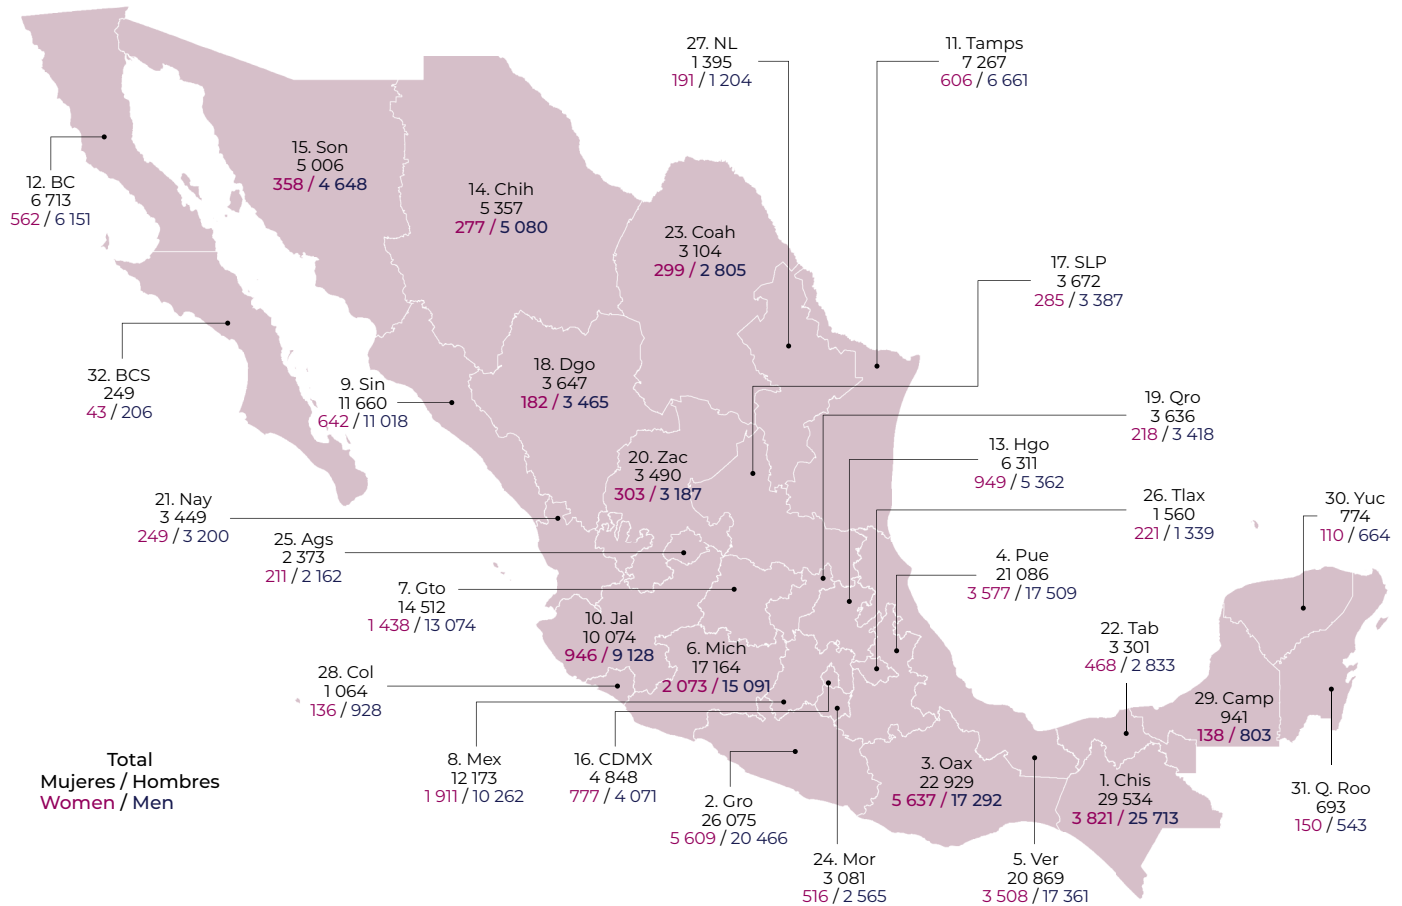 27. NL
1 395
191 / 1 204
11. Tamps
7 267
606 / 6 661
15. Son
5 006
358 / 4 648
12. BC
6 713
562 / 6 151
14. Chih
5 357
277 / 5 080
23. Coah
3 104
299 / 2 805
17. SLP
3 672
285 / 3 387
32. BCS
249
43 / 206
9. Sin
11 660
642 / 11 018
18. Dgo
3 647
182 / 3 465
19. Qro
3 636
218 / 3 418
13. Hgo
6 311
949 / 5 362
20. Zac
3 490
303 / 3 187
21. Nay
3 449
249 / 3 200
26. Tlax
1 560
221 / 1 339
30. Yuc
774
110 / 664
25. Ags
2 373
211 / 2 162
4. Pue
21 086
3 577 / 17 509
7. Gto
14 512
1 438 / 13 074
10. Jal
10 074
946 / 9 128
22. Tab
3 301
468 / 2 833
6. Mich
17 164
2 073 / 15 091
28. Col
1 064
136 / 928
29. Camp
941
138 / 803
Total
Mujeres / Hombres
Women / Men
8. Mex
12 173
1 911 / 10 262
16. CDMX
4 848
777 / 4 071
3. Oax
22 929
5 637 / 17 292
1. Chis
29 534
3 821 / 25 713
31. Q. Roo
693
150 / 543
2. Gro
26 075
5 609 / 20 466
24. Mor
3 081
516 / 2 565
5. Ver
20 869
3 508 / 17 361